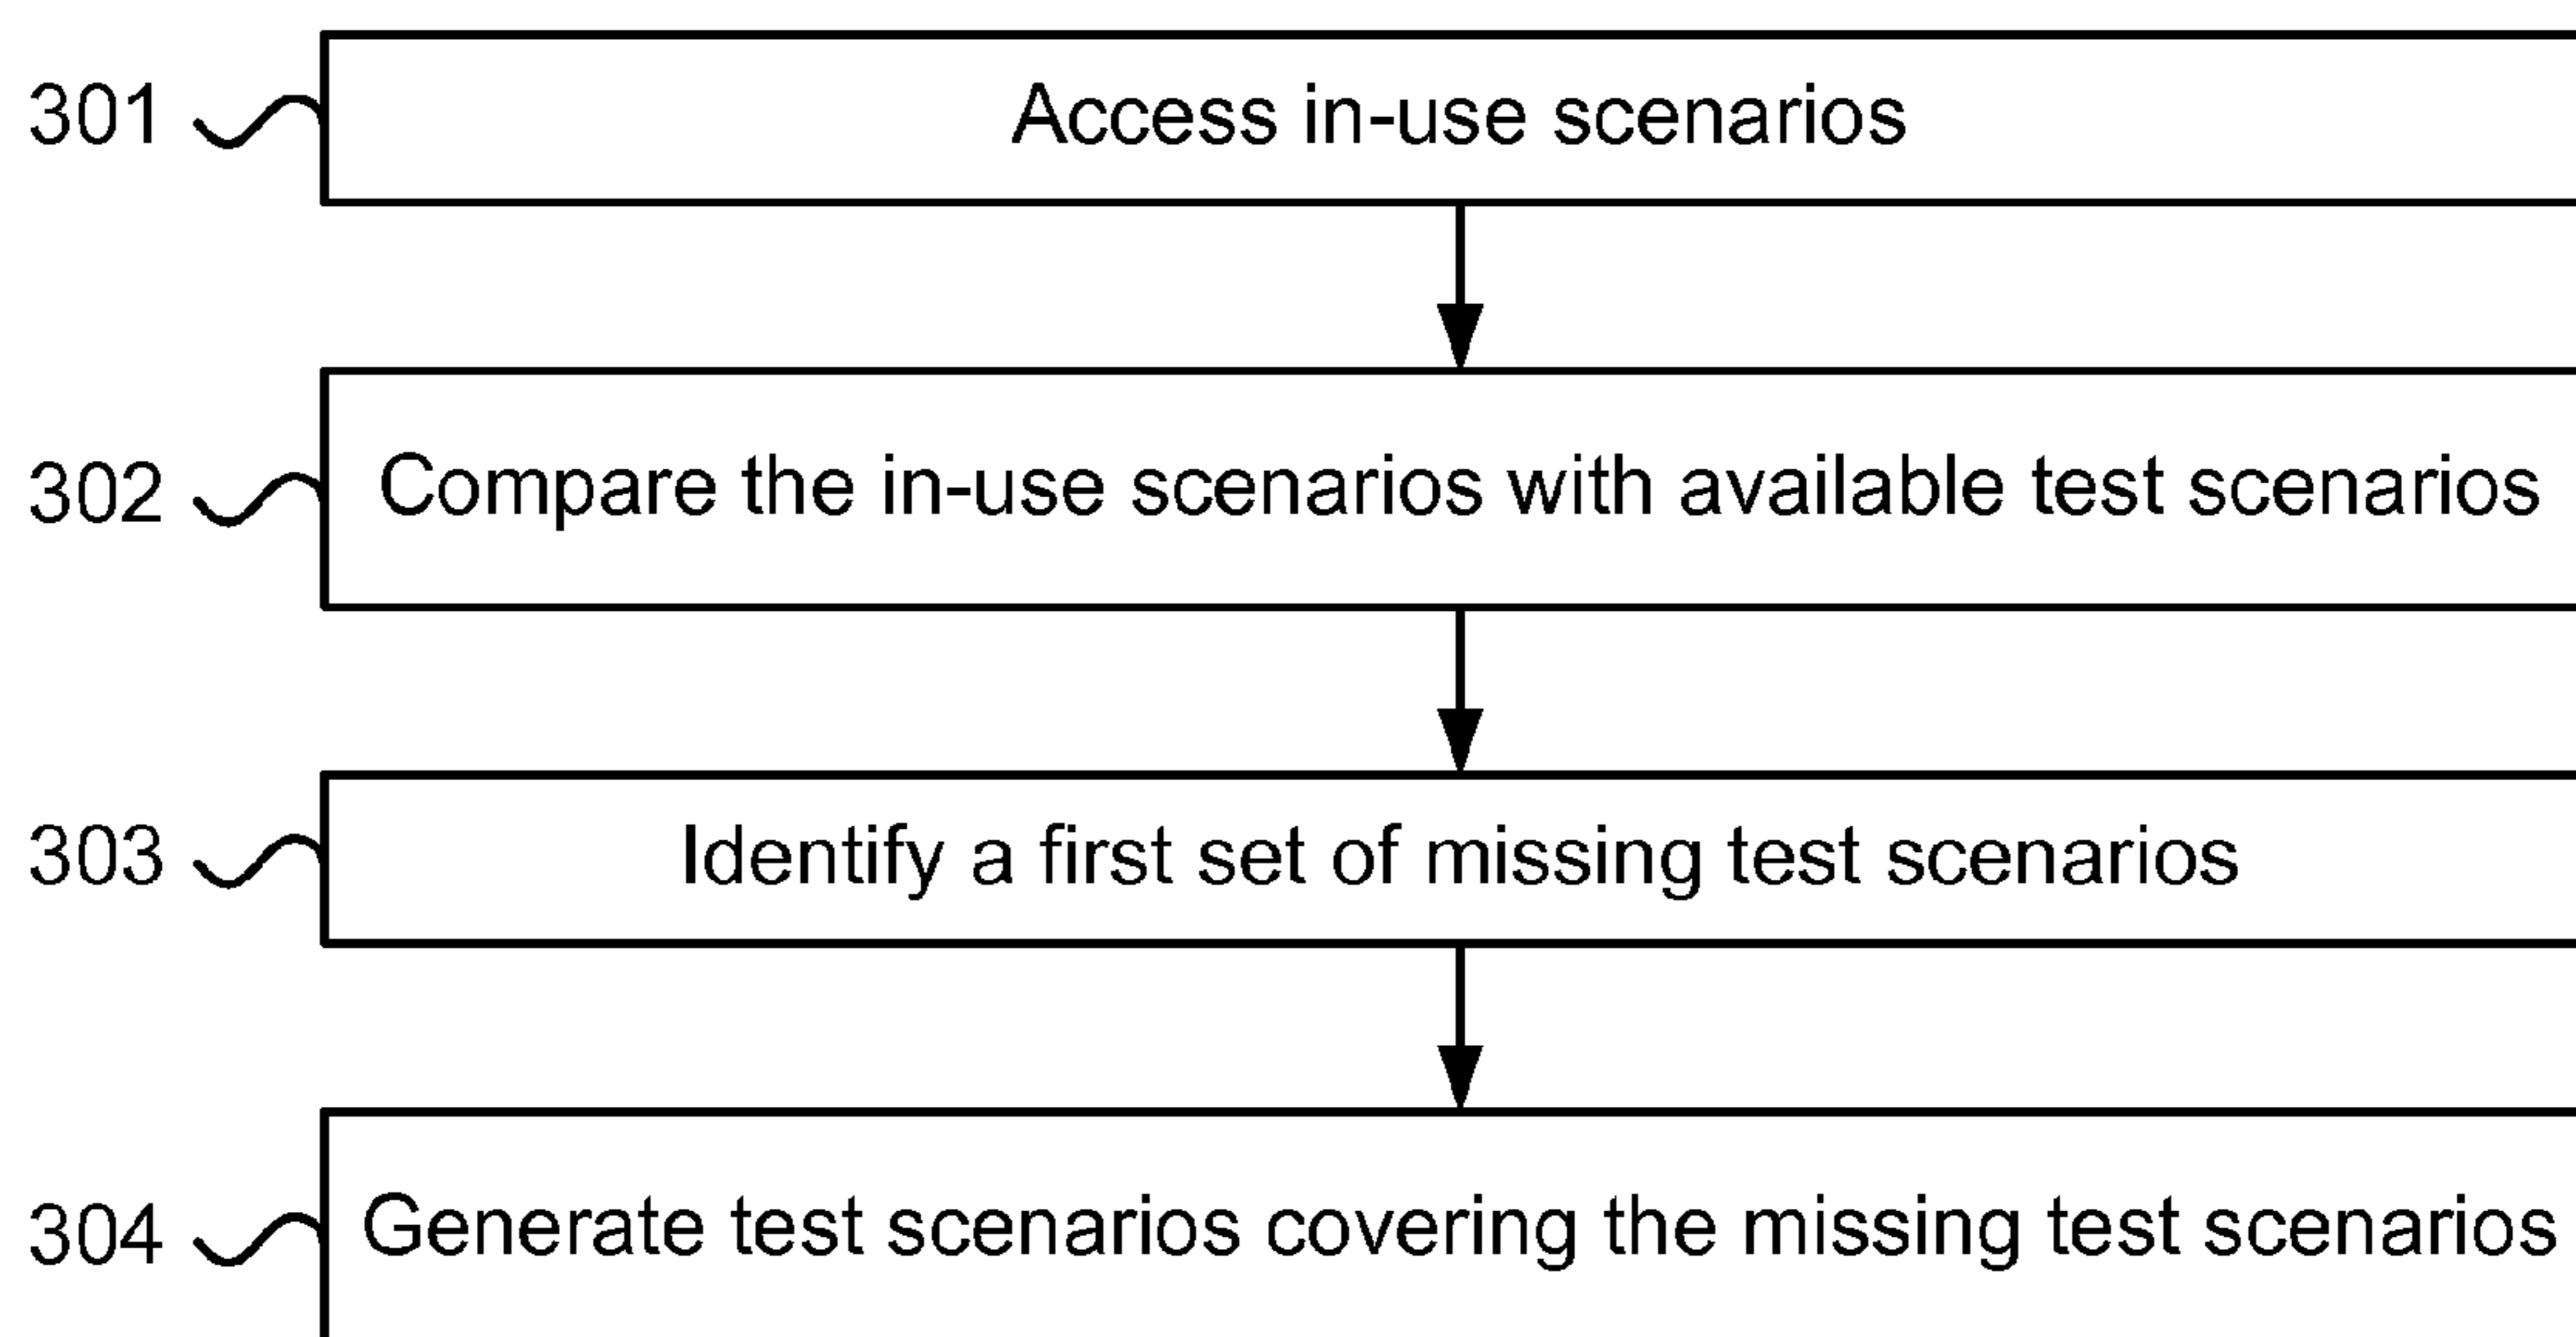 301 Access in-use scenarios
302 Compare the in-use scenarios with available test scenarios
303 Identify a first set of missing test scenarios
304 Generate test scenarios covering the missing test scenarios